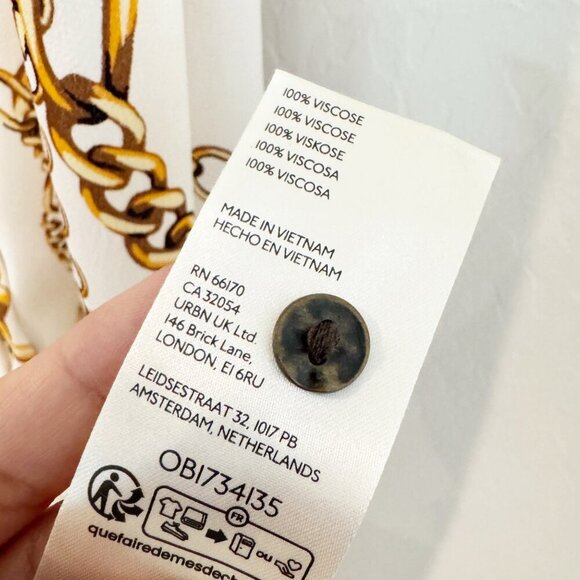 100% VISCOSE
100% VISCOSE
100% VISKOSE
100% VISCOSA
100% VISCOSA
MADE IN VIETNAM
HECHO EN VIETNAM
RN 66170
CA 32054
URBN UK Ltd.
146 Brick Lane,
LONDON, E1 6RU
LEIDSESTRAAT 32, 1017 PB
AMSTERDAM, NETHERLANDS
OB1734135
FR
OU
quefairedemesdech